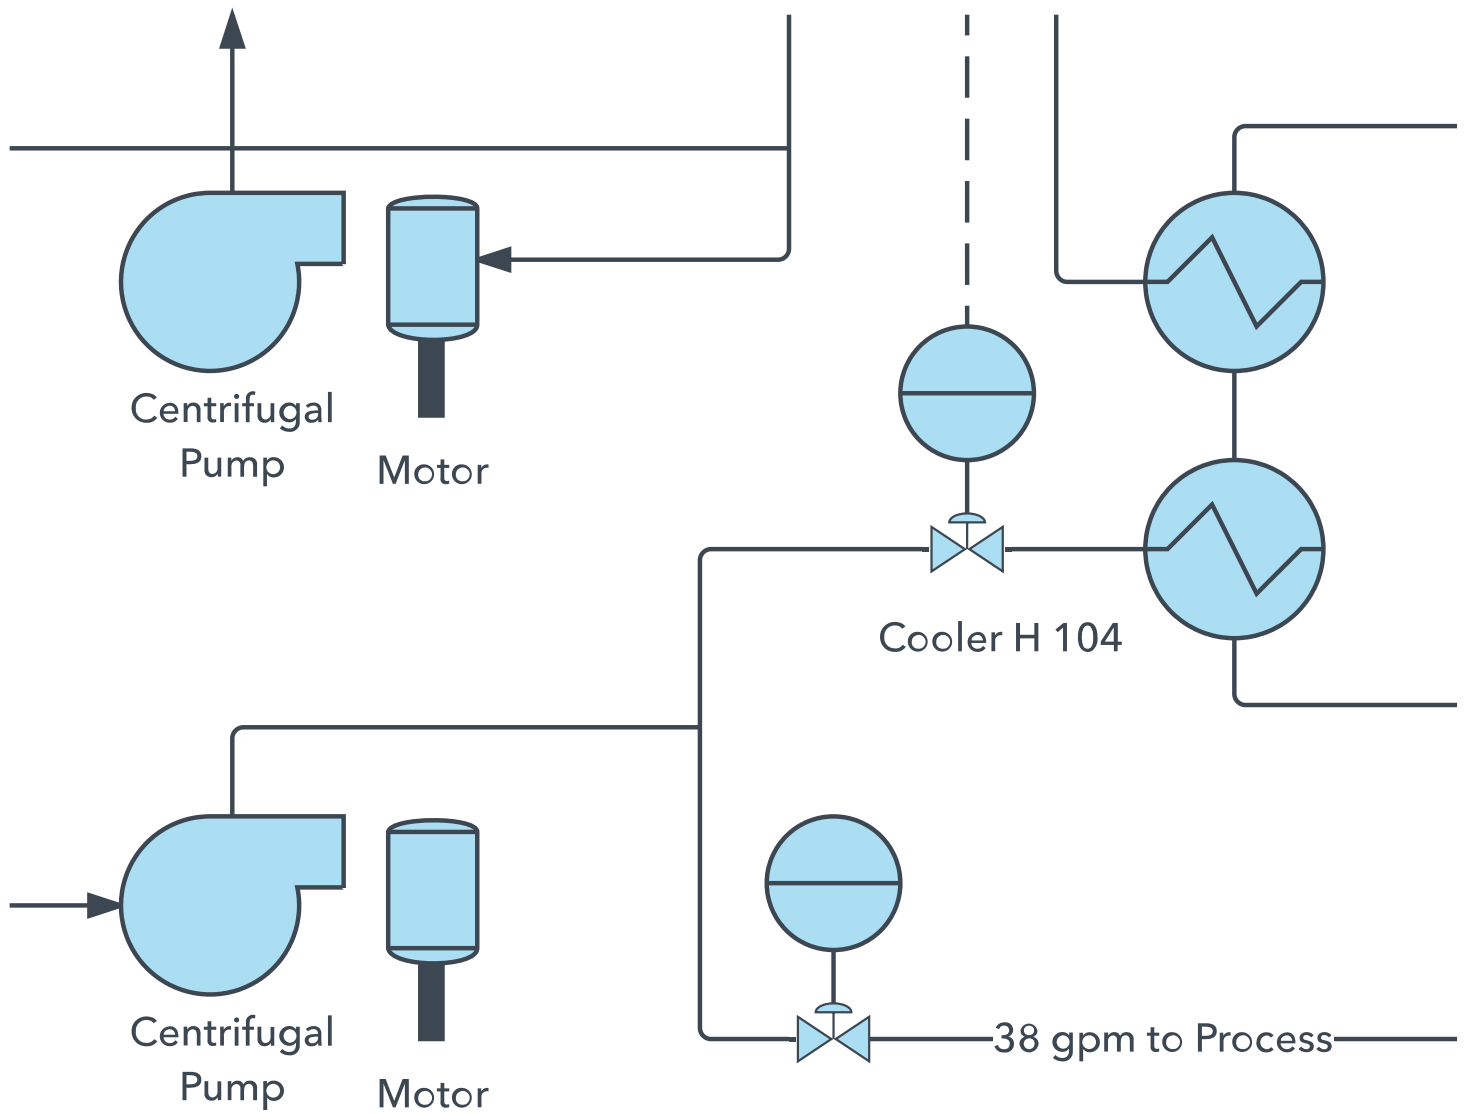 Centrifugal
Pump
Motor
Cooler H 104
38 gpm to Process
Centrifugal
Pump
Motor